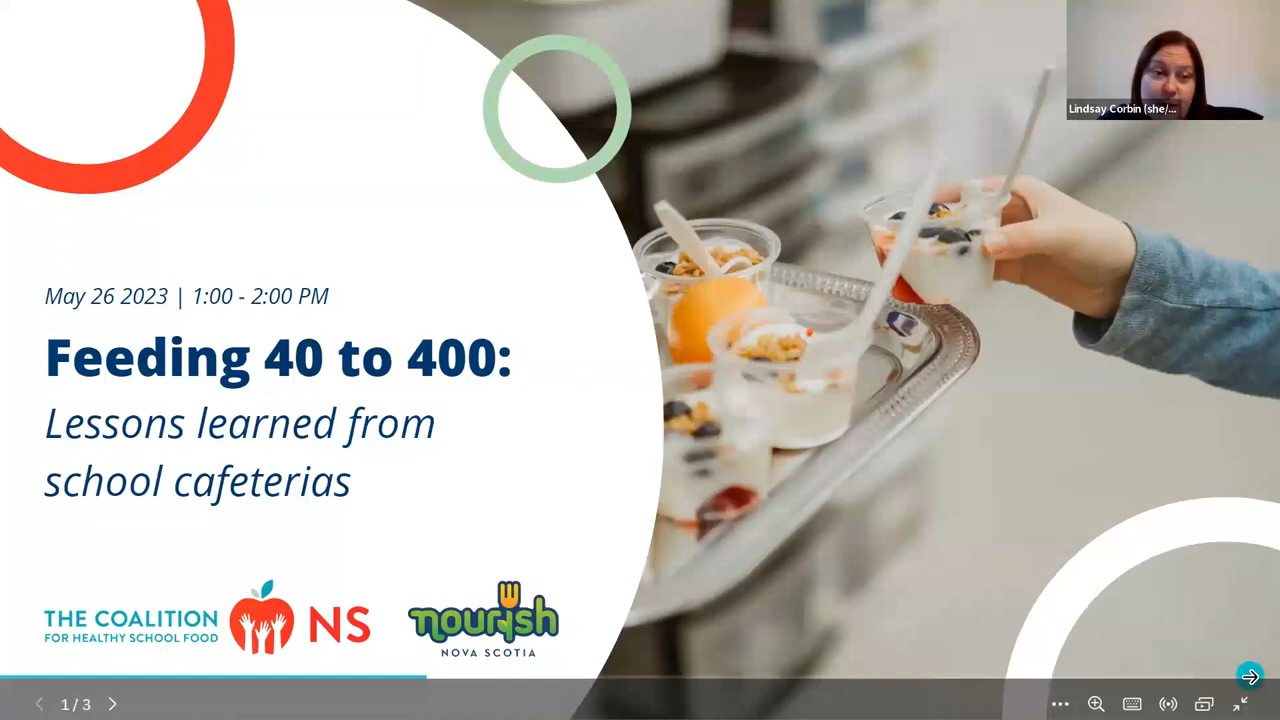 Lindsay Corbin (she/...
May 26 2023 | 1:00 - 2:00 PM
Feeding 40 to 400:
Lessons learned from
school cafeterias
THE COALITION
FOR HEALTHY SCHOOL FOOD
NS
nourish
NOVA SCOTIA
1 / 3